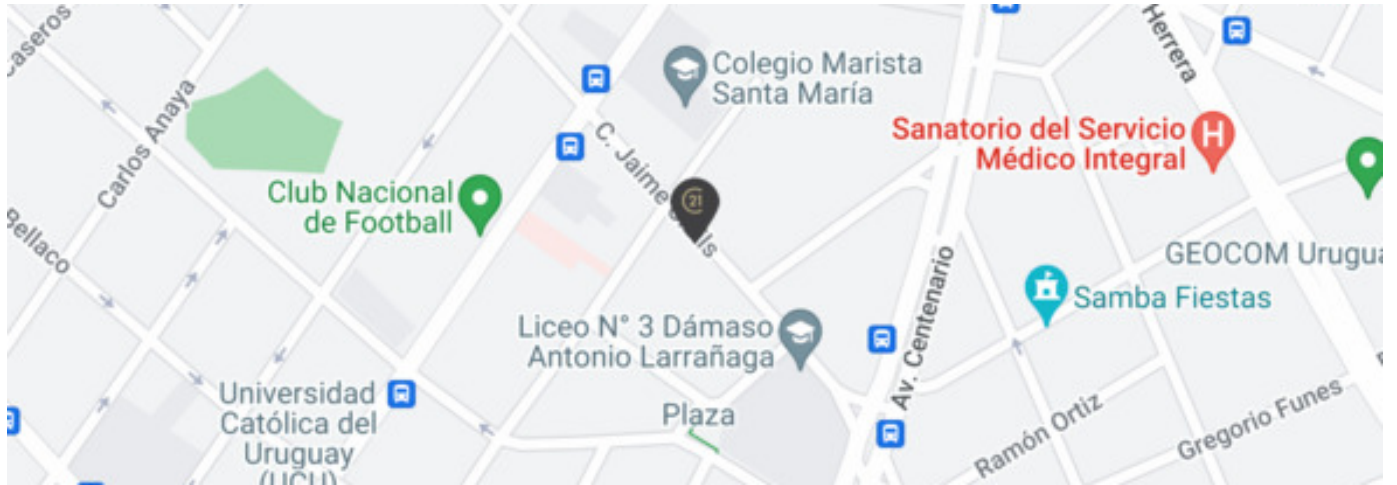 Caseros
Carlos Anaya
Bellaco
Club Nacional
de Football
C. Jaime
21
Colegio Marista
Santa María
Herrera
Sanatorio del Servicio
Médico Integral
H
GEOCOM Urugua
Samba Fiestas
Av. Centenario
Liceo N° 3 Dámaso
Antonio Larrañaga
Plaza
Universidad
Católica del
Uruguay
(UCU)
Ramón Ortiz
Gregorio Funes